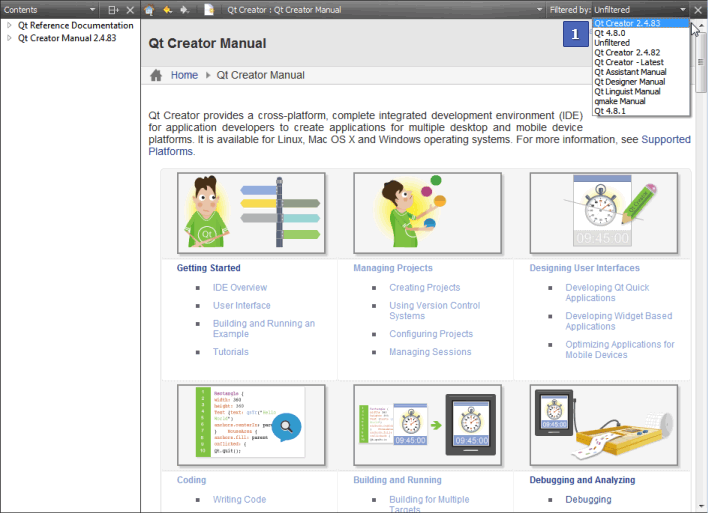 Contents
Qt Creator : Qt Creator Manual
Filtered by: Unfiltered
Qt Reference Documentation
Qt Creator Manual 2.4.83
1
Qt Creator 2.4.83
Qt 4.8.0
Unfiltered
Qt Creator 2.4.82
Qt Creator - Latest
Qt Assistant Manual
Qt Designer Manual
Qt Linguist Manual
qmake Manual
Qt 4.8.1
Qt Creator Manual
Home Qt Creator Manual
Qt Creator provides a cross-platform, complete integrated development environment (IDE)
for application developers to create applications for multiple desktop and mobile device
platforms. It is available for Linux, Mac OS X and Windows operating systems. For more information, see Supported
Platforms.
Qt
09:45:00
Getting Started
IDE Overview
User Interface
Building and Running an
Example
Tutorials
Managing Projects
Creating Projects
Using Version Control
Systems
Configuring Projects
Managing Sessions
Designing User Interfaces
Developing Qt Quick
Applications
Developing Widget Based
Applications
Optimizing Applications for
Mobile Devices
Rectangle {
width: 360
height: 360
anchors.fill: parent
onClicked: {
Qt.quit();
09:45:00
09:45:00
Coding
Writing Code
Building and Running
Building for Multiple
Targets
Debugging and Analyzing
Debugging